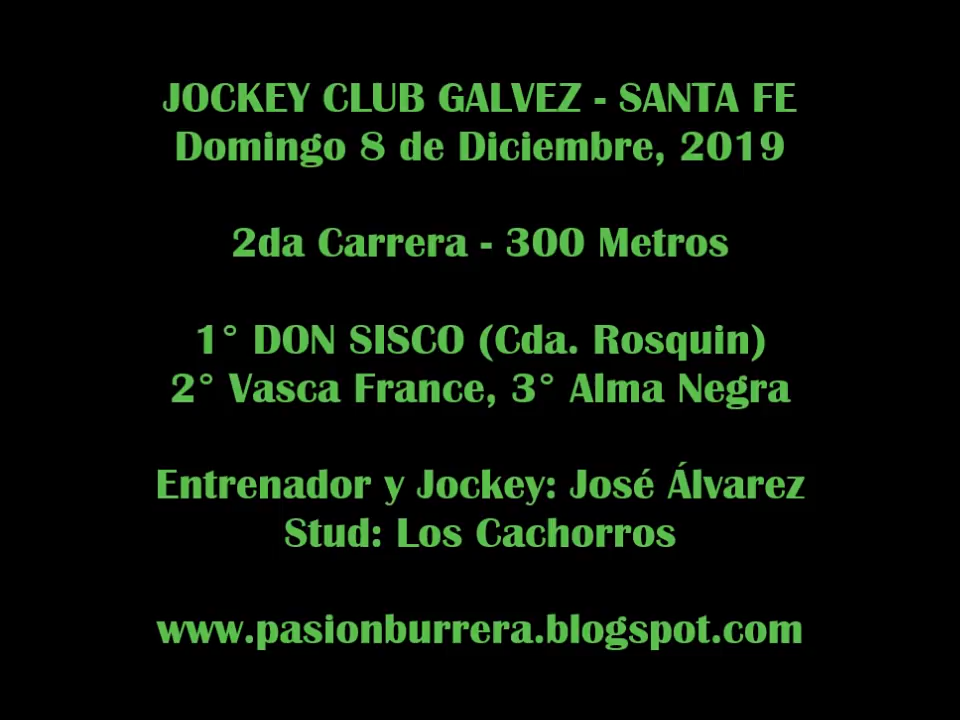 JOCKEY CLUB GALVEZ - SANTA FE
Domingo 8 de Diciembre, 2019
2da Carrera - 300 Metros
1° DON SISCO (Cda. Rosquin)
2° Vasca France, 3° Alma Negra
Entrenador y Jockey: José Álvarez
Stud: Los Cachorros
www.pasionburrera.blogspot.com